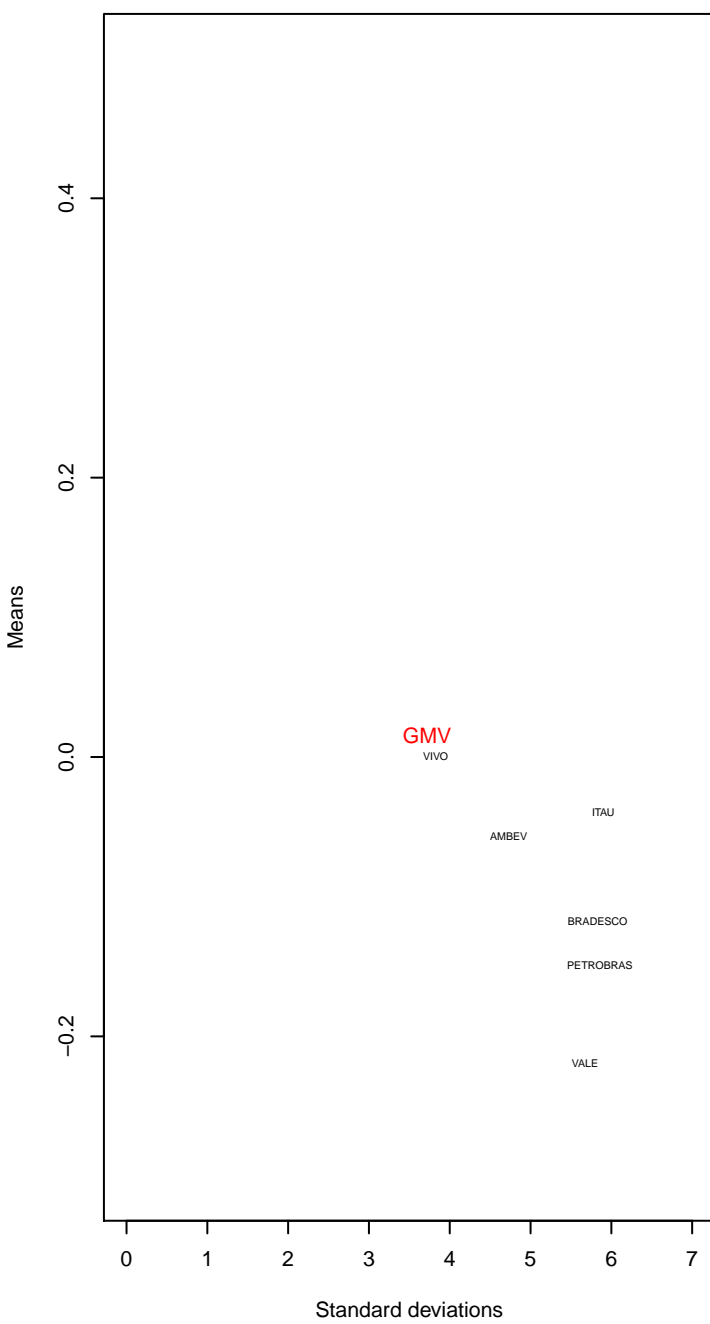 0.4
0.2
0.0
−0.2
Means
GMV
VIVO
ITAU
AMBEV
BRADESCO
PETROBRAS
VALE
0 1 2 3 4 5 6 7
Standard deviations